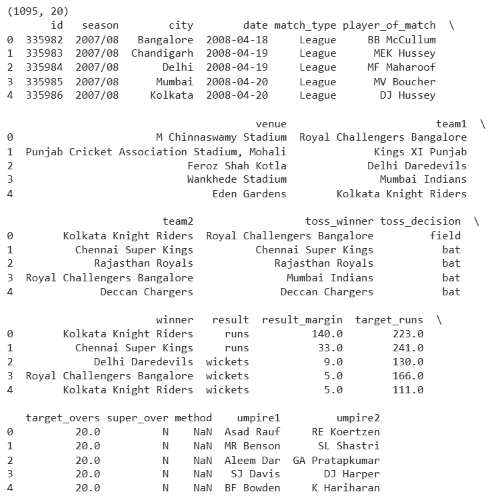 (1095, 20)
id season city date match_type player_of_match \
0 335982 2007/08 Bangalore 2008-04-18 League BB McCullum
1 335983 2007/08 Chandigarh 2008-04-19 League MEK Hussey
2 335984 2007/08 Delhi 2008-04-19 League MF Maharoof
3 335985 2007/08 Mumbai 2008-04-20 League MV Boucher
4 335986 2007/08 Kolkata 2008-04-20 League DJ Hussey
venue team1 \
0 M Chinnaswamy Stadium Royal Challengers Bangalore
1 Punjab Cricket Association Stadium, Mohali Kings XI Punjab
2 Feroz Shah Kotla Delhi Daredevils
3 Wankhede Stadium Mumbai Indians
4 Eden Gardens Kolkata Knight Riders
team2 toss_winner toss_decision \
0 Kolkata Knight Riders Royal Challengers Bangalore field
1 Chennai Super Kings Chennai Super Kings bat
2 Rajasthan Royals Rajasthan Royals bat
3 Royal Challengers Bangalore Mumbai Indians bat
4 Deccan Chargers Deccan Chargers bat
winner result result_margin target_runs \
0 Kolkata Knight Riders runs 140.0 223.0
1 Chennai Super Kings runs 33.0 241.0
2 Delhi Daredevils wickets 9.0 130.0
3 Royal Challengers Bangalore wickets 5.0 166.0
4 Kolkata Knight Riders wickets 5.0 111.0
target_overs super_over method umpire1 umpire2
0 20.0 N NaN Asad Rauf RE Koertzen
1 20.0 N NaN MR Benson SL Shastri
2 20.0 N NaN Aleem Dar GA Pratapkumar
3 20.0 N NaN SJ Davis DJ Harper
4 20.0 N NaN BF Bowden K Hariharan